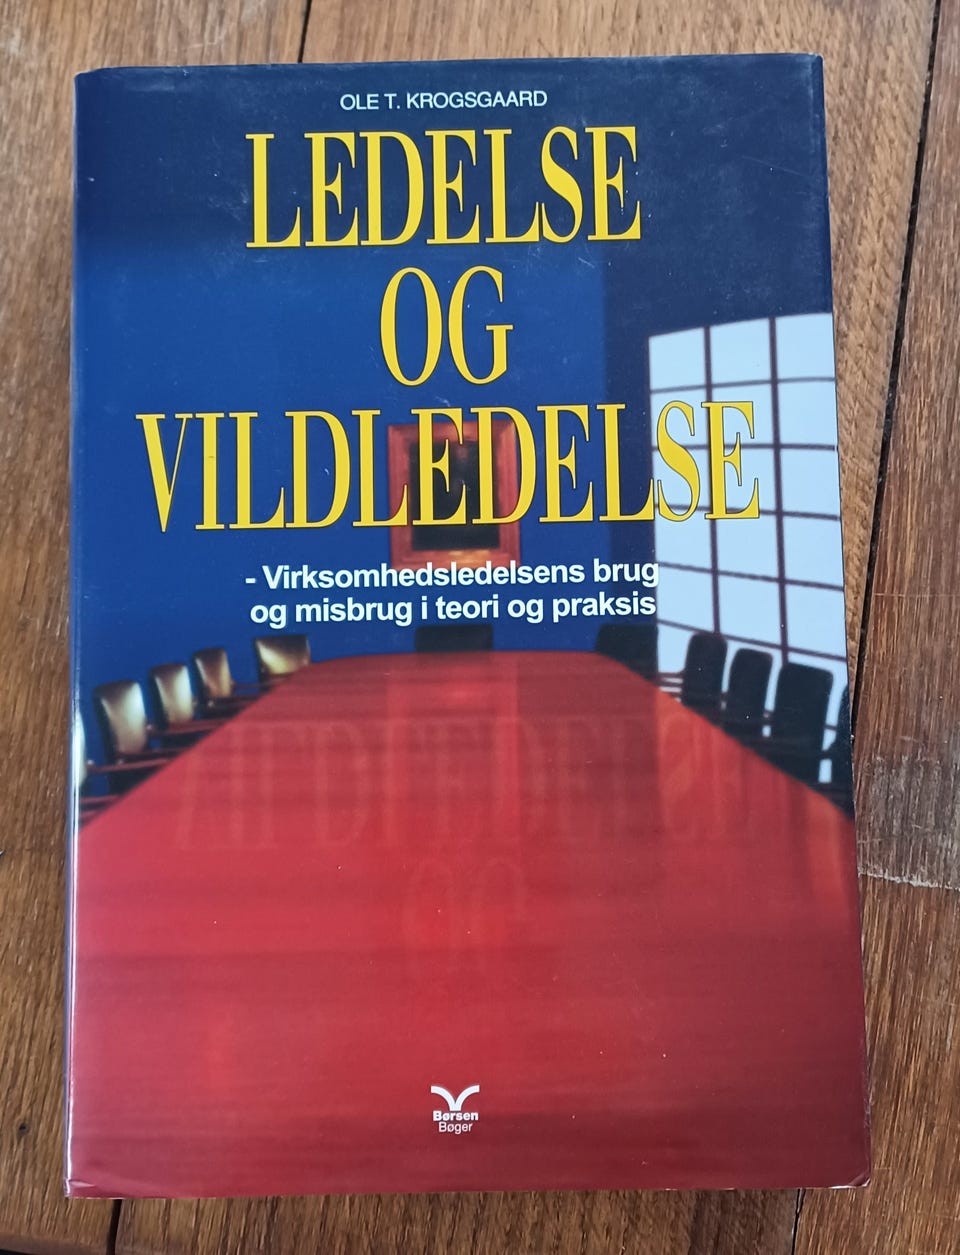 OLE T. KROGSGAARD
LEDELSE
OG
VILDLEDELSE
- Virksomhedsledelsens brug
og misbrug i teori og praksis
Børsen
Bøger